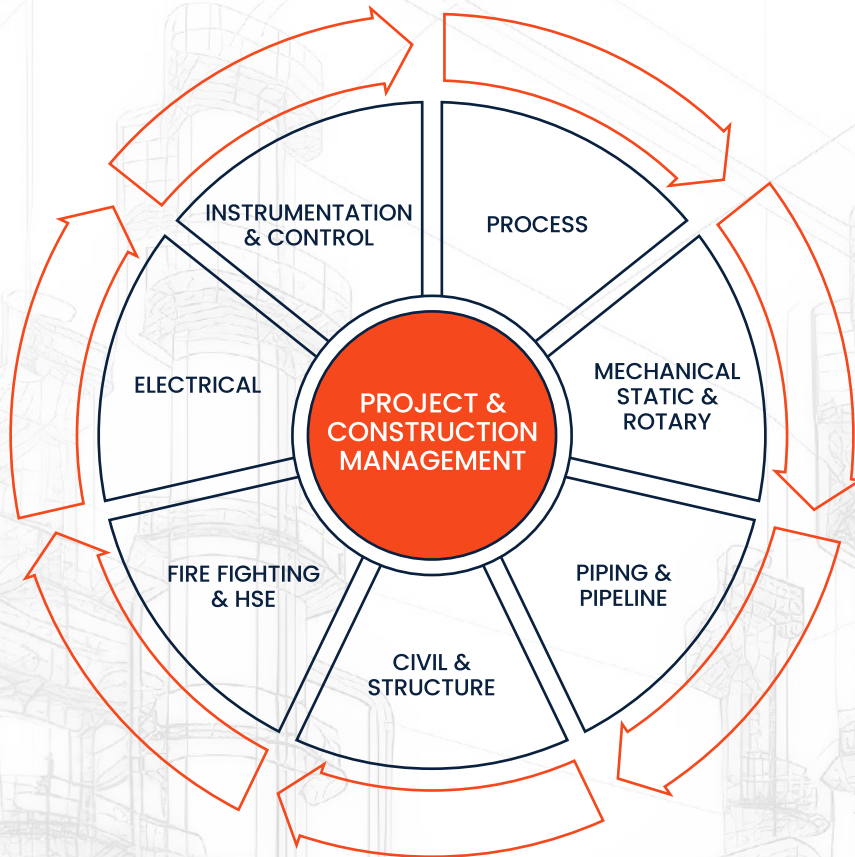 INSTRUMENTATION
& CONTROL
PROCESS
MECHANICAL
STATIC &
ROTARY
ELECTRICAL
PROJECT &
CONSTRUCTION
MANAGEMENT
FIRE FIGHTING
& HSE
PIPING &
PIPELINE
CIVIL &
STRUCTURE